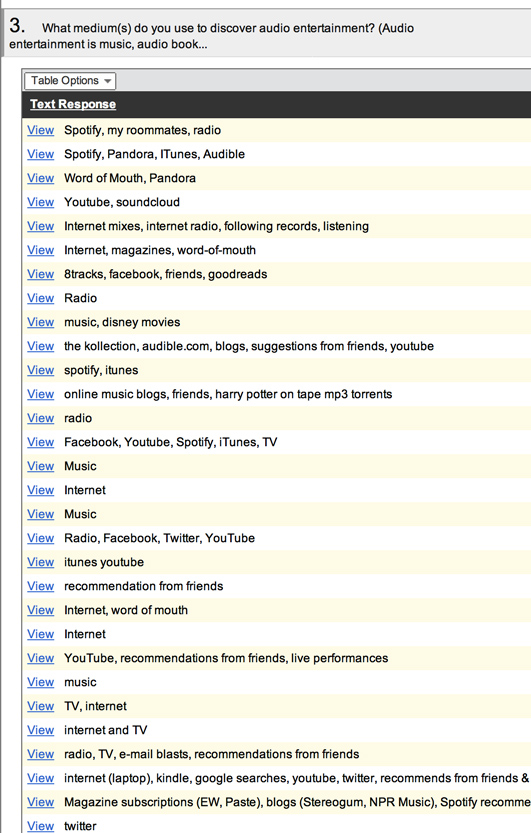 3. What medium(s) do you use to discover audio entertainment? (Audio
entertainment is music, audio book...
Table Options
Text Response
View Spotify, my roommates, radio
View Spotify, Pandora, ITunes, Audible
View Word of Mouth, Pandora
View Youtube, soundcloud
View Internet mixes, internet radio, following records, listening
View Internet, magazines, word-of-mouth
View 8tracks, facebook, friends, goodreads
View Radio
View music, disney movies
View the kollection, audible.com, blogs, suggestions from friends, youtube
View spotify, itunes
View online music blogs, friends, harry potter on tape mp3 torrents
View radio
View Facebook, Youtube, Spotify, iTunes, TV
View Music
View Internet
View Music
View Radio, Facebook, Twitter, YouTube
View itunes youtube
View recommendation from friends
View Internet, word of mouth
View Internet
View YouTube, recommendations from friends, live performances
View music
View TV, internet
View internet and TV
View radio, TV, e-mail blasts, recommendations from friends
View internet (laptop), kindle, google searches, youtube, twitter, recommends from friends &
View Magazine subscriptions (EW, Paste), blogs (Stereogum, NPR Music), Spotify recomme
View twitter